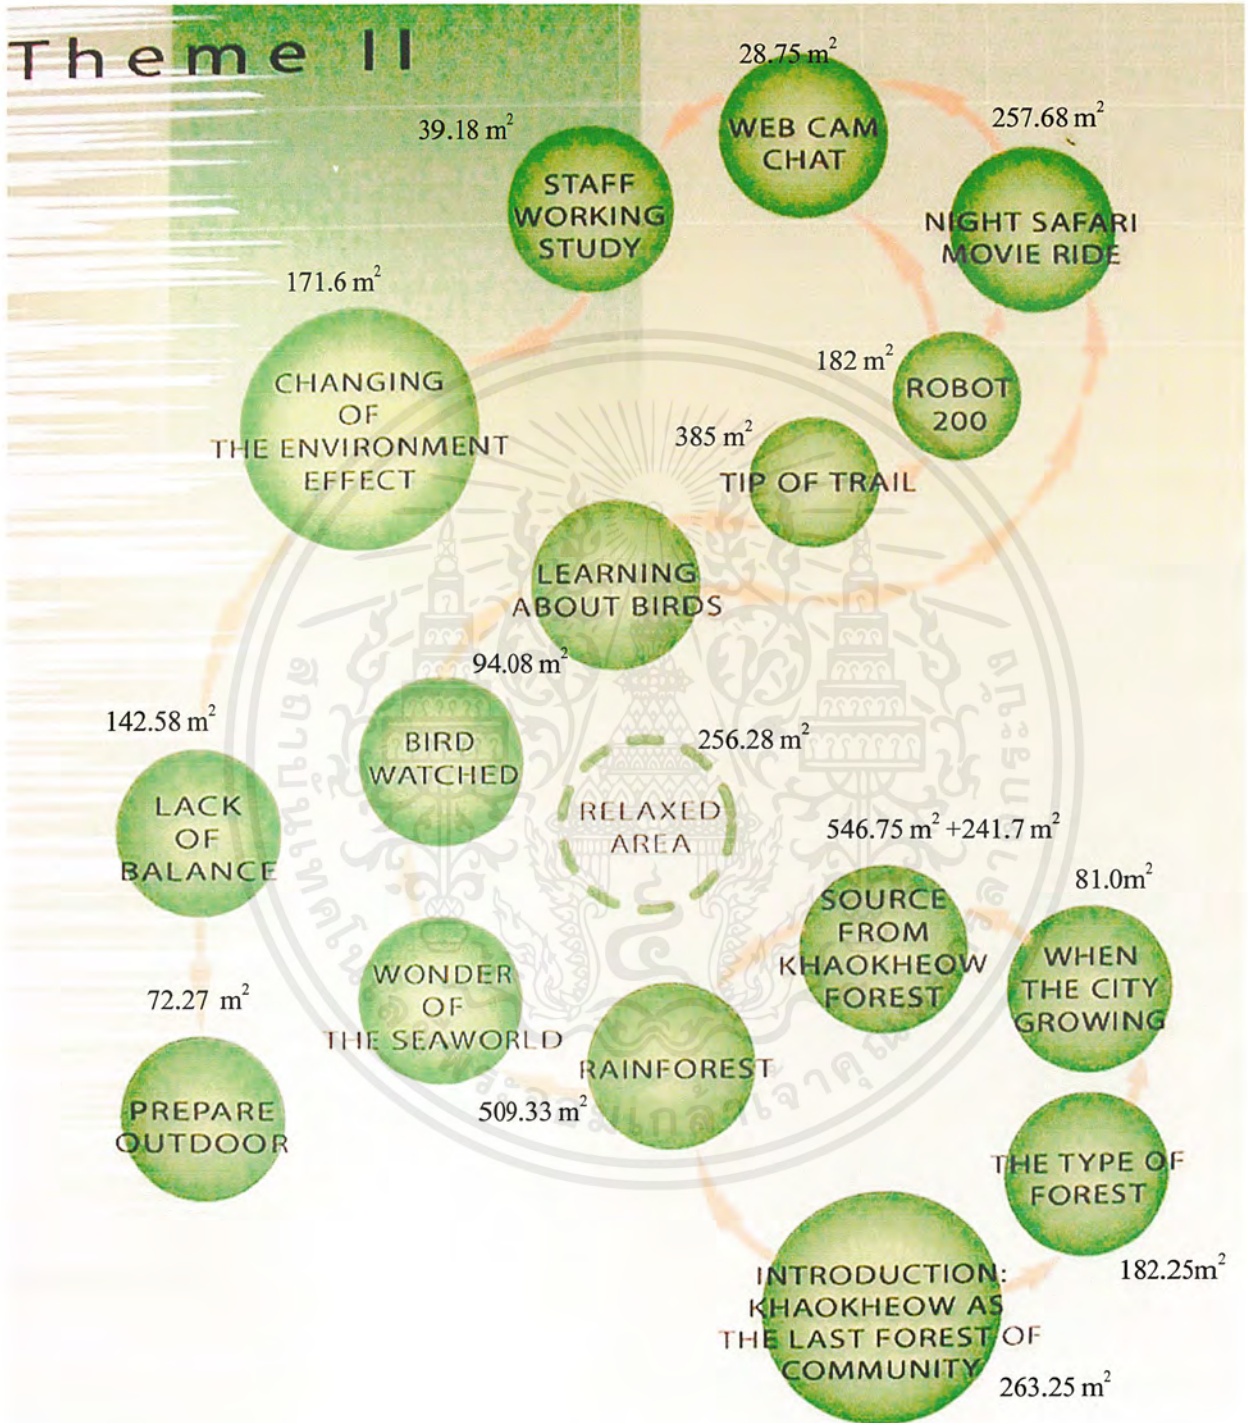 Theme II
28.75 m²
WEB CAM
CHAT
257.68 m²
NIGHT SAFARI
MOVIE RIDE
39.18 m²
STAFF
WORKING
STUDY
171.6 m²
CHANGING
OF
THE ENVIRONMENT
EFFECT
182 m²
ROBOT
200
385 m²
TIP OF TRAIL
LEARNING
ABOUT BIRDS
94.08 m²
BIRD
WATCHED
142.58 m²
LACK
OF
BALANCE
256.28 m²
RELAXED
AREA
546.75 m² +241.7 m²
SOURCE
FROM
KHAOKHEOW
FOREST
81.0m²
WHEN
THE CITY
GROWING
WONDER
OF
THE SEAWORLD
72.27 m²
PREPARE
OUTDOOR
RAINFOREST
509.33 m²
THE TYPE OF
FOREST
182.25m²
INTRODUCTION:
KHAOKHEOW AS
THE LAST FOREST OF
COMMUNITY
263.25 m²